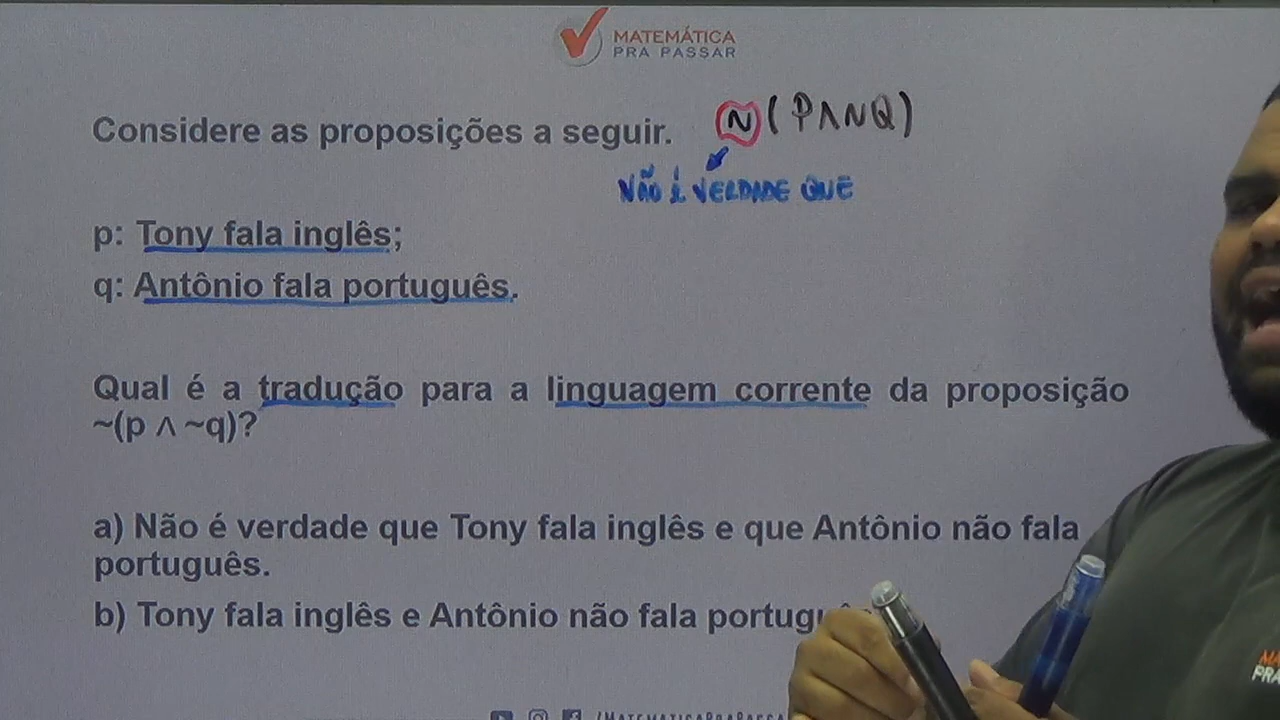 MATEMÁTICA
PRA PASSAR
Considere as proposições a seguir.
~(P∧~Q)
NÃO É VERDADE QUE
p: Tony fala inglês;
q: Antônio fala português.
Qual é a tradução para a linguagem corrente da proposição
~(p ∧ ~q)?
a) Não é verdade que Tony fala inglês e que Antônio não fala
português.
b) Tony fala inglês e Antônio não fala
/MATEMATICAPRAPASSA